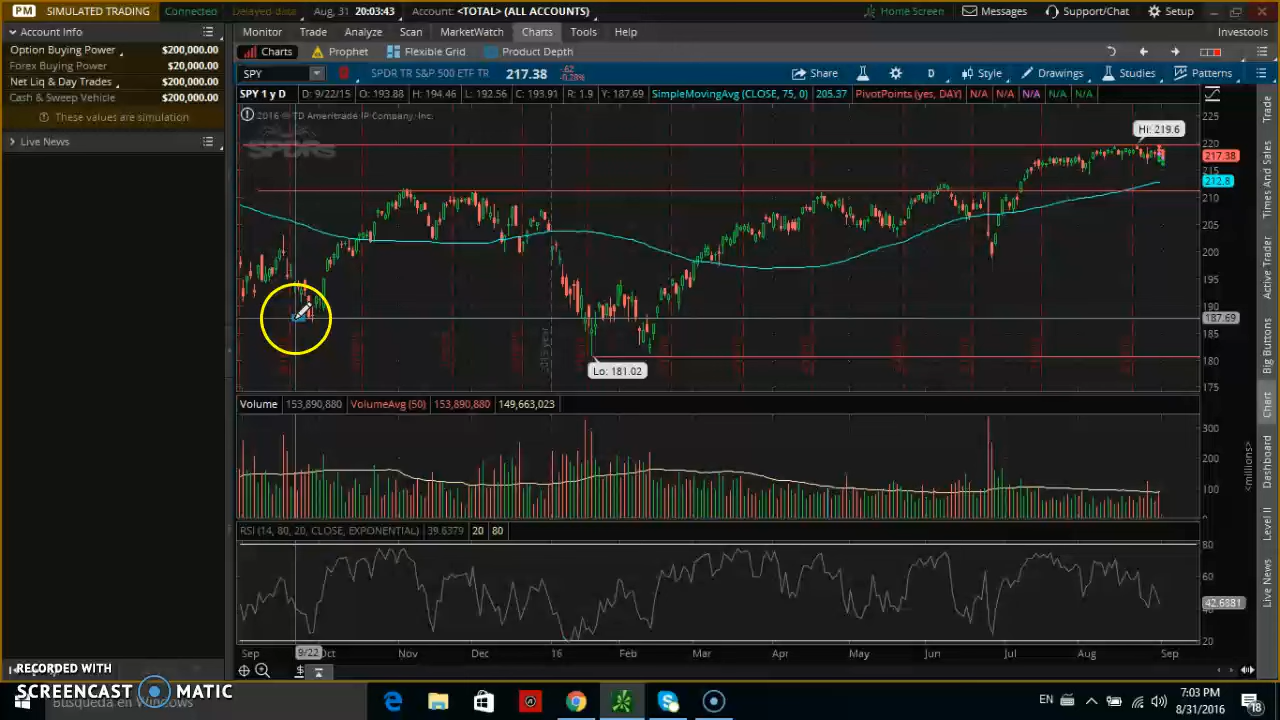 PM SIMULATED TRADING Connected Delayed data Aug, 31 20:03:43 Account: <TOTAL> (ALL ACCOUNTS) Home Screen Messages Support/Chat Setup
Account Info
Option Buying Power $200,000.00
Forex Buying Power $20,000.00
Net Liq & Day Trades $200,000.00
Cash & Sweep Vehicle $200,000.00
These values are simulation
Live News
Monitor Trade Analyze Scan MarketWatch Charts Tools Help Investools
Charts Prophet Flexible Grid Product Depth
SPY SPDR TR S&P 500 ETF TR 217.38 -.62 -0.28% Share D Style Drawings Studies Patterns
SPY 1 y D D: 9/22/15 O: 193.88 H: 194.46 L: 192.56 C: 193.91 R: 1.9 Y: 187.69 SimpleMovingAvg (CLOSE, 75, 0) 205.37 PivotPoints (yes, DAY) N/A N/A N/A N/A N/A
2016 © TD Ameritrade IP Company, Inc.
SPDRs
Hi: 219.6
Lo: 181.02
225
220
217.38
215
212.8
210
205
200
195
190
187.69
185
180
175
Volume 153,890,880 VolumeAvg (50) 153,890,880 149,663,023
300
200
100
0
<millions>
RSI (14, 80, 20, CLOSE, EXPONENTIAL) 39.6379 20 80
80
60
42.6881
20
Sep 9/22 Oct Nov Dec 16 Feb Mar Apr May Jun Jul Aug Sep
Trade
Times And Sales
Active Trader
Big Buttons
Chart
Dashboard
Level II
Live News
RECORDED WITH
SCREENCAST MATIC
Búsqueda en Windows
EN
7:03 PM
8/31/2016
18